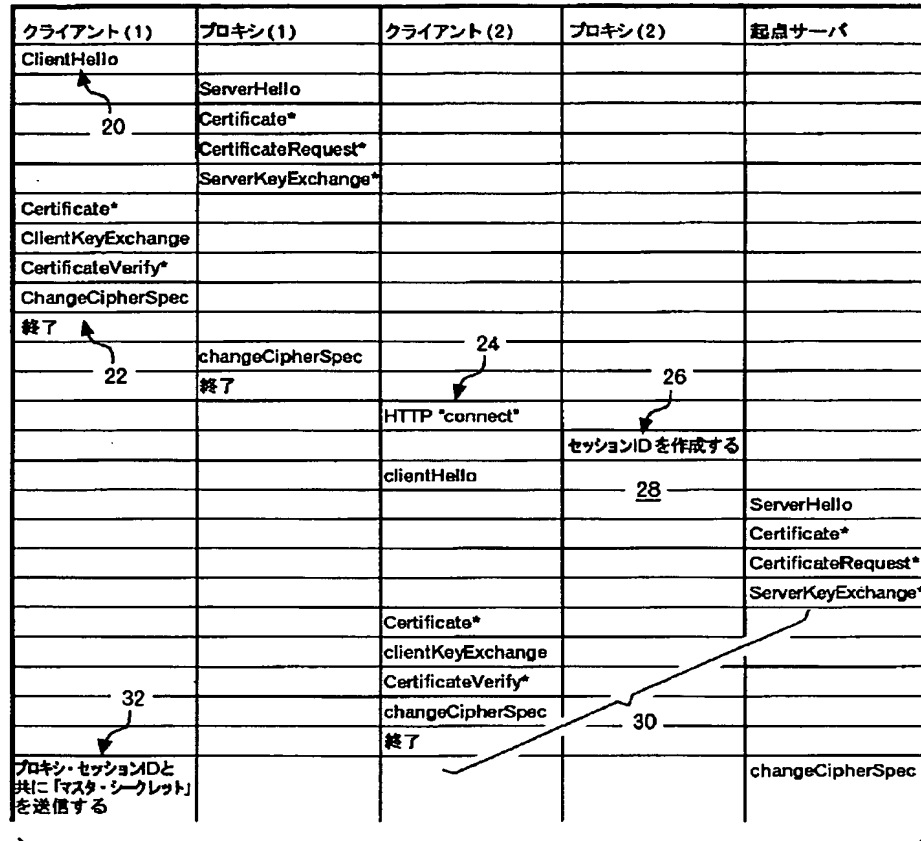 クライアント(1) プロキシ(1) クライアント(2) プロキシ(2) 起点サーバ
ClientHello
20
ServerHello
Certificate*
CertificateRequest*
ServerKeyExchange*
Certificate*
ClientKeyExchange
CertificateVerify*
ChangeCipherSpec
終了
22
changeCipherSpec
終了
24
HTTP "connect"
26
セッションIDを作成する
clientHello
28
ServerHello
Certificate*
CertificateRequest*
ServerKeyExchange*
Certificate*
clientKeyExchange
CertificateVerify*
changeCipherSpec
終了
30
32
プロキシ・セッションIDと
共に「マスタ・シークレット」
を送信する
changeCipherSpec